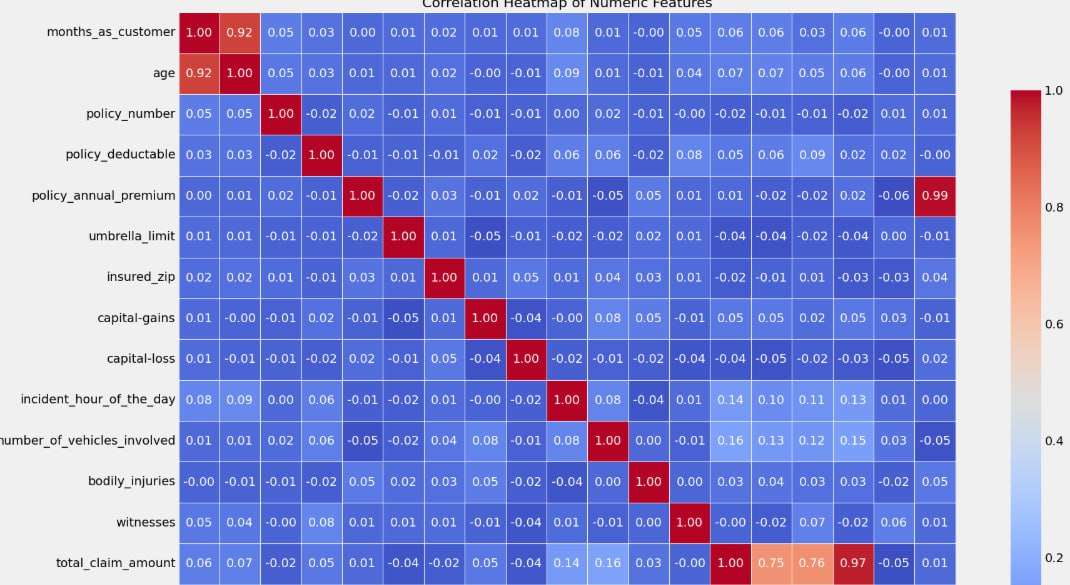 Correlation Heatmap of Numeric Features
months_as_customer 1.00 0.92 0.05 0.03 0.00 0.01 0.02 0.01 0.01 0.08 0.01 -0.00 0.05 0.06 0.06 0.03 0.06 -0.00 0.01
age 0.92 1.00 0.05 0.03 0.01 0.01 0.02 -0.00 -0.01 0.09 0.01 -0.01 0.04 0.07 0.07 0.05 0.06 -0.00 0.01
policy_number 0.05 0.05 1.00 -0.02 0.02 -0.01 0.01 -0.01 -0.01 0.00 0.02 -0.01 -0.00 -0.02 -0.01 -0.01 -0.02 0.01 0.01
policy_deductable 0.03 0.03 -0.02 1.00 -0.01 -0.01 -0.01 0.02 -0.02 0.06 0.06 -0.02 0.08 0.05 0.06 0.09 0.02 0.02 -0.00
policy_annual_premium 0.00 0.01 0.02 -0.01 1.00 -0.02 0.03 -0.01 0.02 -0.01 -0.05 0.05 0.01 0.01 -0.02 -0.02 0.02 -0.06 0.99
umbrella_limit 0.01 0.01 -0.01 -0.01 -0.02 1.00 0.01 -0.05 -0.01 -0.02 -0.02 0.02 0.01 -0.04 -0.04 -0.02 -0.04 0.00 -0.01
insured_zip 0.02 0.02 0.01 -0.01 0.03 0.01 1.00 0.01 0.05 0.01 0.04 0.03 0.01 -0.02 -0.01 0.01 -0.03 -0.03 0.04
capital-gains 0.01 -0.00 -0.01 0.02 -0.01 -0.05 0.01 1.00 -0.04 -0.00 0.08 0.05 -0.01 0.05 0.05 0.02 0.05 0.03 -0.01
capital-loss 0.01 -0.01 -0.01 -0.02 0.02 -0.01 0.05 -0.04 1.00 -0.02 -0.01 -0.02 -0.04 -0.04 -0.05 -0.02 -0.03 -0.05 0.02
incident_hour_of_the_day 0.08 0.09 0.00 0.06 -0.01 -0.02 0.01 -0.00 -0.02 1.00 0.08 -0.04 0.01 0.14 0.10 0.11 0.13 0.01 0.00
number_of_vehicles_involved 0.01 0.01 0.02 0.06 -0.05 -0.02 0.04 0.08 -0.01 0.08 1.00 0.00 -0.01 0.16 0.13 0.12 0.15 0.03 -0.05
bodily_injuries -0.00 -0.01 -0.01 -0.02 0.05 0.02 0.03 0.05 -0.02 -0.04 0.00 1.00 0.00 0.03 0.04 0.03 0.03 -0.02 0.05
witnesses 0.05 0.04 -0.00 0.08 0.01 0.01 0.01 -0.01 -0.04 0.01 -0.01 0.00 1.00 -0.00 -0.02 0.07 -0.02 0.06 0.01
total_claim_amount 0.06 0.07 -0.02 0.05 0.01 -0.04 -0.02 0.05 -0.04 0.14 0.16 0.03 -0.00 1.00 0.75 0.76 0.97 -0.05 0.01
1.0
0.8
0.6
0.4
0.2